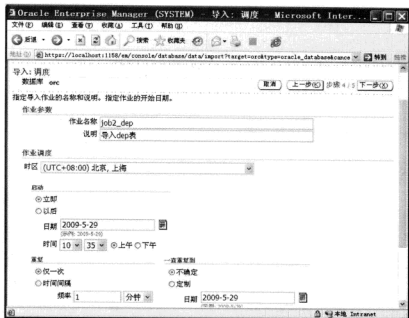 Oracle Enterprise Manager (SYSTEM) - 导入：调度 - Microsoft Inter...
文件(F) 编辑(E) 查看(V) 收藏(A) 工具(T) 帮助(H)
后退 搜索 收藏夹
地址(D) https://localhost:1158/em/console/database/data/import?target=orc&type=oracle_database&cance 转到 链接
导入: 调度
数据库 orc
取消 上一步(K) 步骤 4 / 5 下一步(X)
指定导入作业的名称和说明。指定作业的开始日期。
作业参数
作业名称 job2_dep
说明 导入dep表
作业调度
时区 (UTC+08:00) 北京, 上海
启动
立即
以后
日期 2009-5-29
时间 10 35 上午 下午
重复 一直重复到
仅一次 不确定
时间间隔 定制
频率 1 分钟 日期 2009-5-29
本地 Intranet